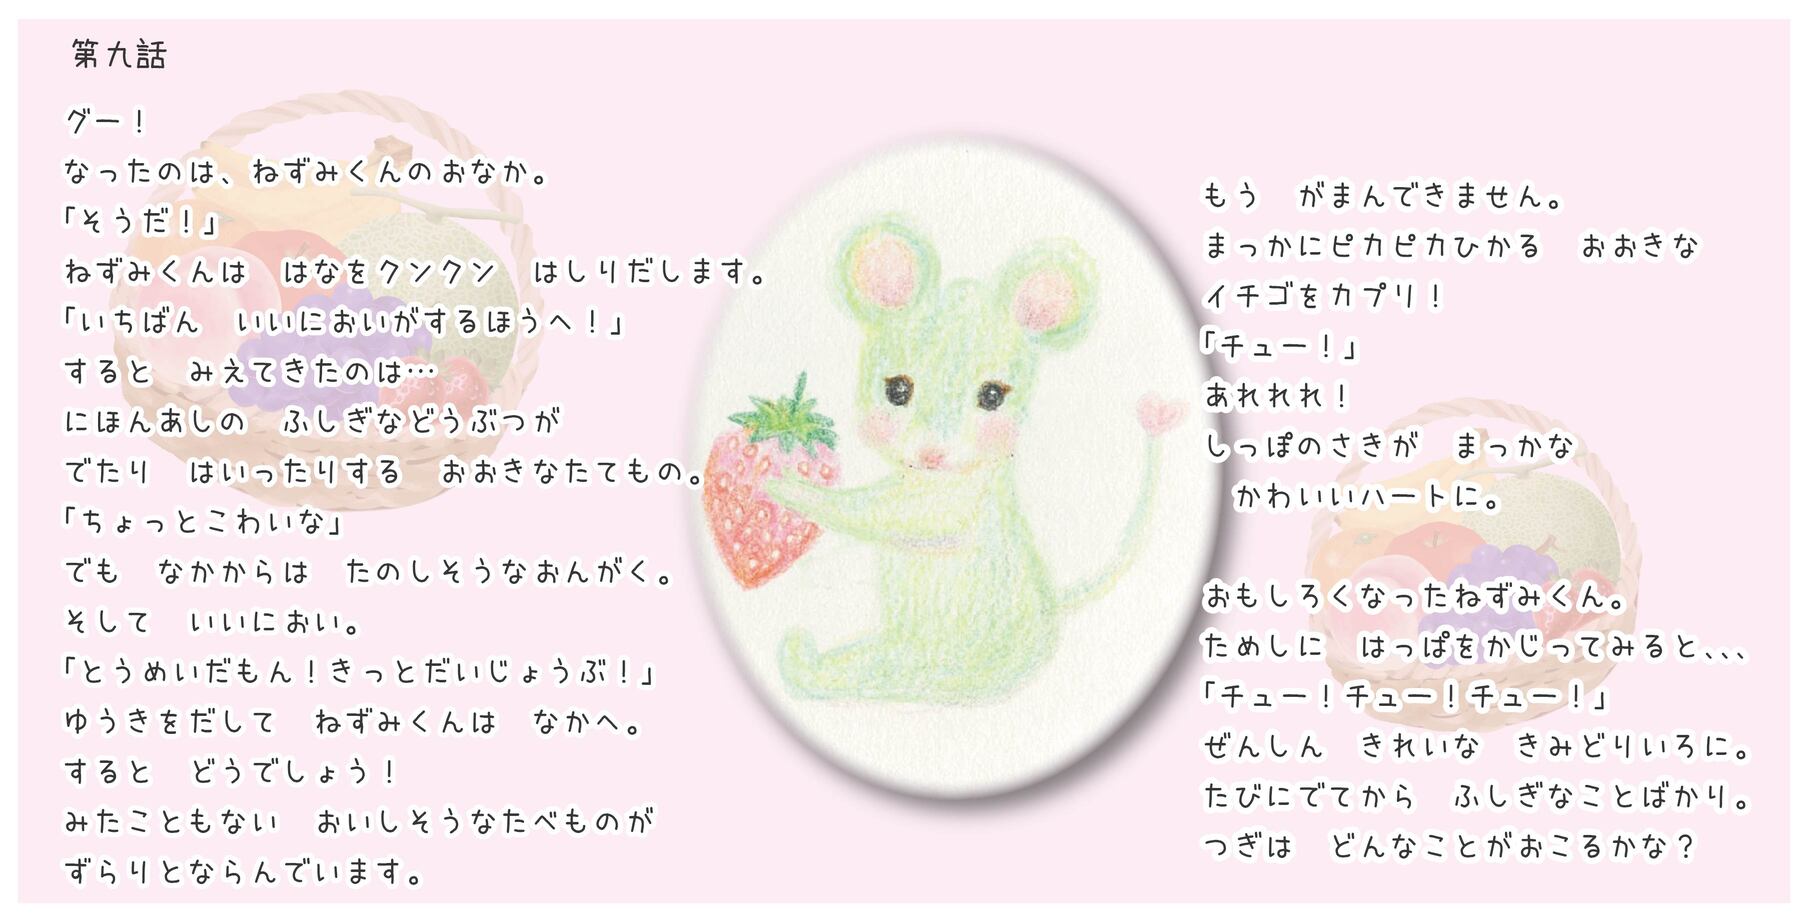 第九話
グー！
なったのは、ねずみくんのおなか。
「そうだ！」
ねずみくんは　はなをクンクン　はしりだします。
「いちばん　いいにおいがするほうへ！」
すると　みえてきたのは…
にほんあしの　ふしぎなどうぶつが
でたり　はいったりする　おおきなたてもの。
「ちょっとこわいな」
でも　なかからは　たのしそうなおんがく。
そして　いいにおい。
「とうめいだもん！きっとだいじょうぶ！」
ゆうきをだして　ねずみくんは　なかへ。
すると　どうでしょう！
みたこともない　おいしそうなたべものが
ずらりとならんでいます。
もう　がまんできません。
まっかにピカピカひかる　おおきな
イチゴをカプリ！
「チュー！」
あれれれ！
しっぽのさきが　まっかな
かわいいハートに。
おもしろくなったねずみくん。
ためしに　はっぱをかじってみると、、、
「チュー！チュー！チュー！」
ぜんしん　きれいな　きみどりいろに。
たびにでてから　ふしぎなことばかり。
つぎは　どんなことがおこるかな？